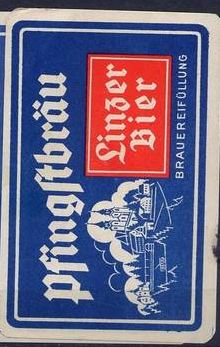 Pfingstbräu
Linzer
Bier
BRAUEREIFÜLLUNG